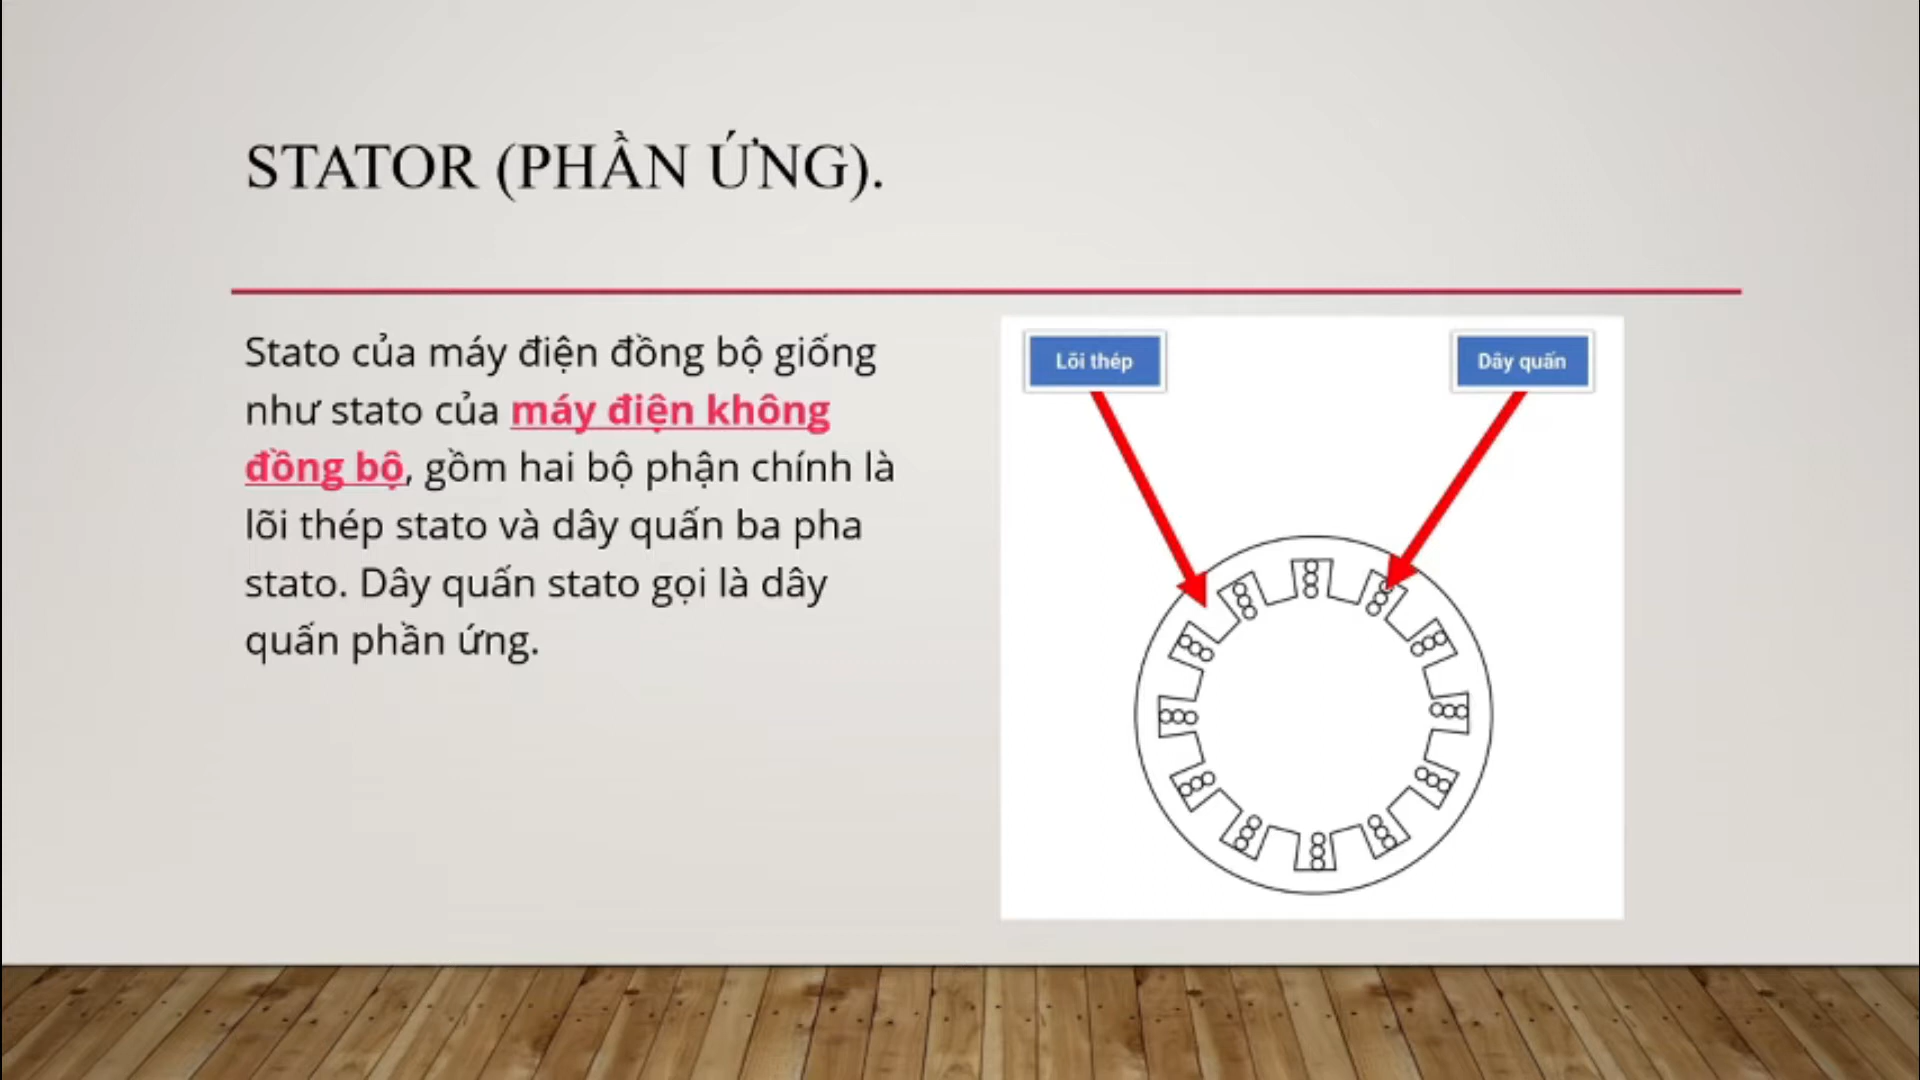 STATOR (PHẦN ỨNG).
Stato của máy điện đồng bộ giống
như stato của máy điện không
đồng bộ, gồm hai bộ phận chính là
lõi thép stato và dây quấn ba pha
stato. Dây quấn stato gọi là dây
quấn phần ứng.
Lõi thép
Dây quấn